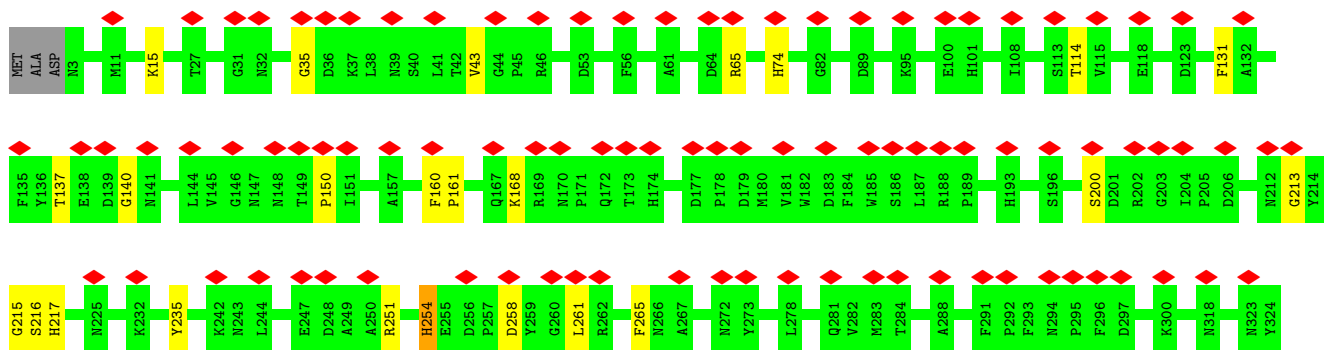 MET ALA ASP N3 M11 K15 T27 G31 N32 G35 D36 K37 L38 N39 S40 L41 T42 V43 G44 P45 R46 D53 F56 A61 D64 R65 H74 G82 D89 K95 E100 H101 I108 S113 T114 V115 E118 D123 F131 A132
F135 Y136 T137 E138 D139 G140 N141 L144 V145 G146 N147 N148 T149 P150 I151 A157 F160 P161 Q167 K168 R169 N170 P171 Q172 T173 H174 D177 P178 D179 M180 V181 W182 D183 F184 W185 S186 L187 R188 P189 H193 S196 S200 D201 R202 G203 I204 P205 D206 N212 G213 Y214
G215 S216 H217 N225 K232 Y235 K242 N243 L244 E247 D248 A249 A250 R251 H254 E255 D256 P257 D258 Y259 G260 L261 R262 F265 N266 A267 N272 Y273 L278 Q281 V282 M283 T284 A288 F291 P292 F293 N294 P295 F296 D297 K300 N318 N323 Y324